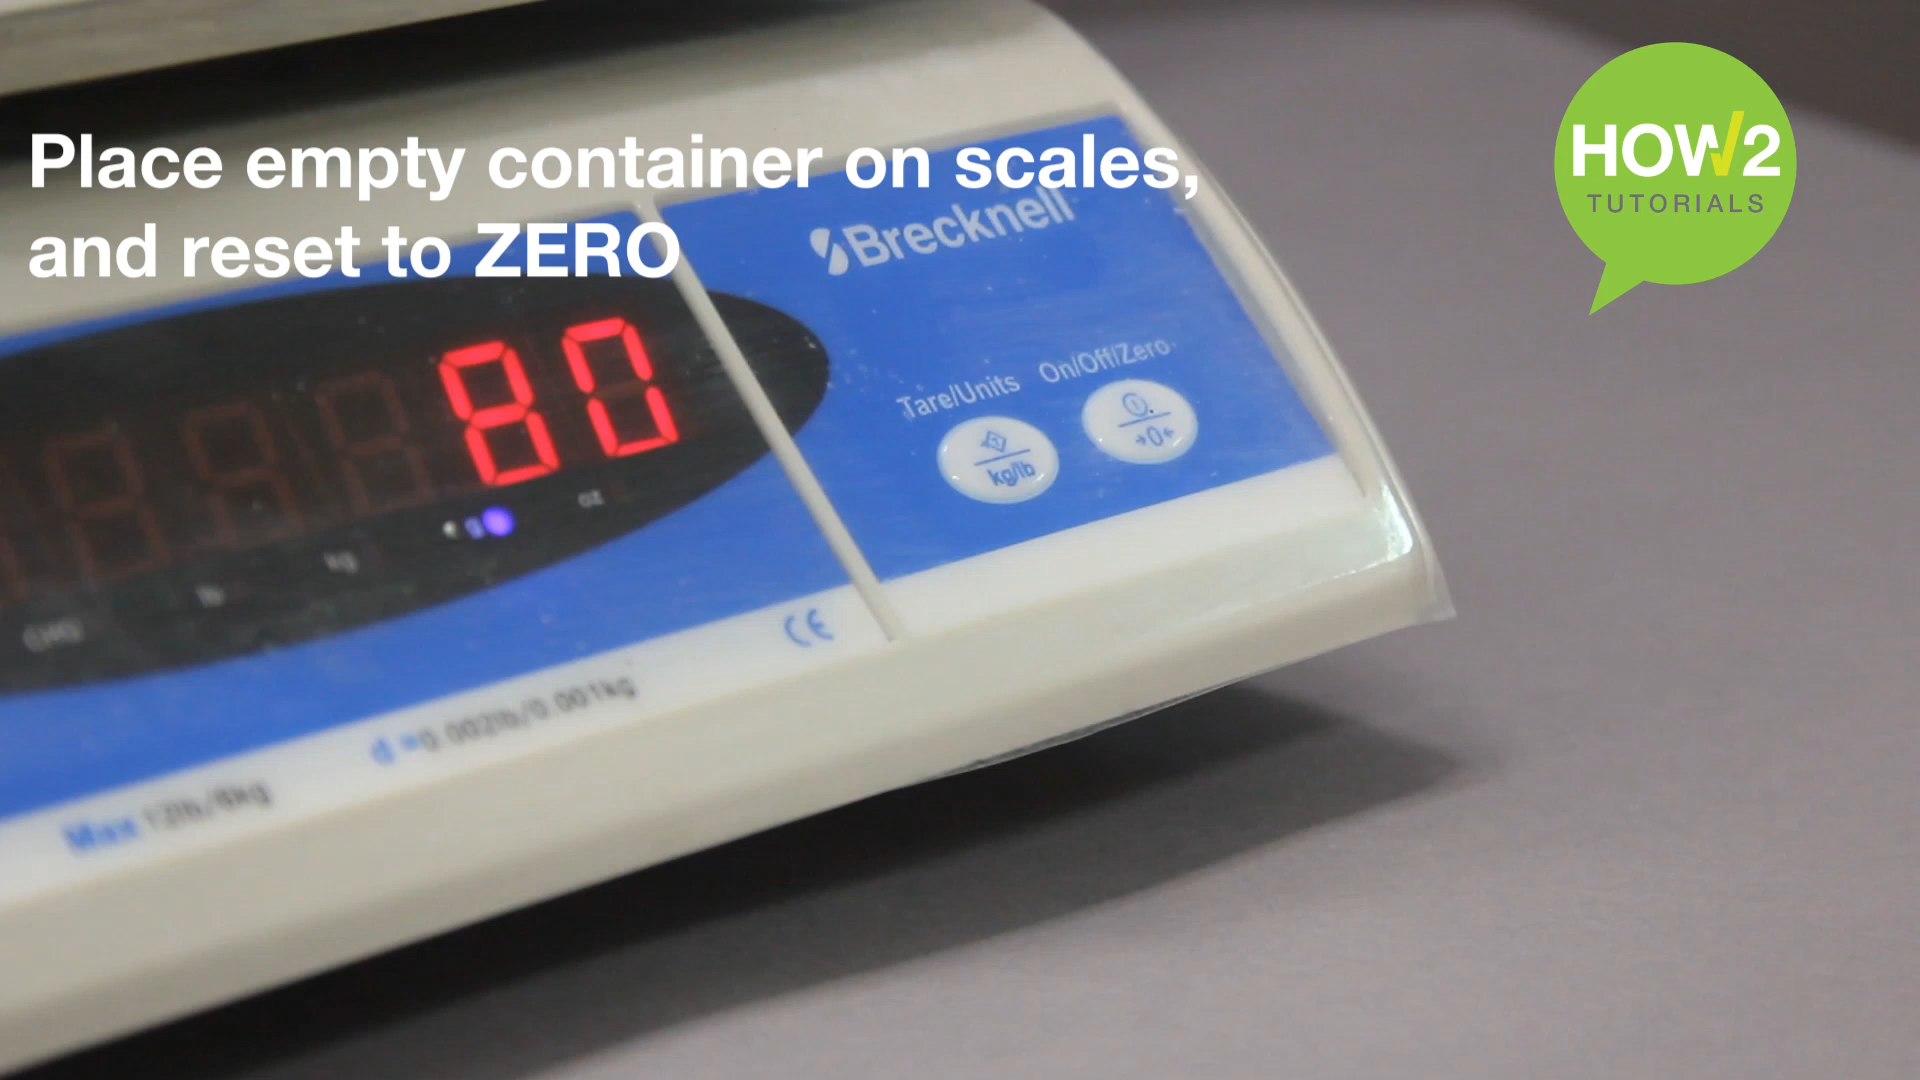 Place empty container on scales,
and reset to ZERO
HOW2
TUTORIALS
Brecknell
80
Tare/Units On/Off/Zero
kg/lb
→0←
g
oz
kg
lb
CE
d =0.002lb/0.001kg
Max 12lb/6kg